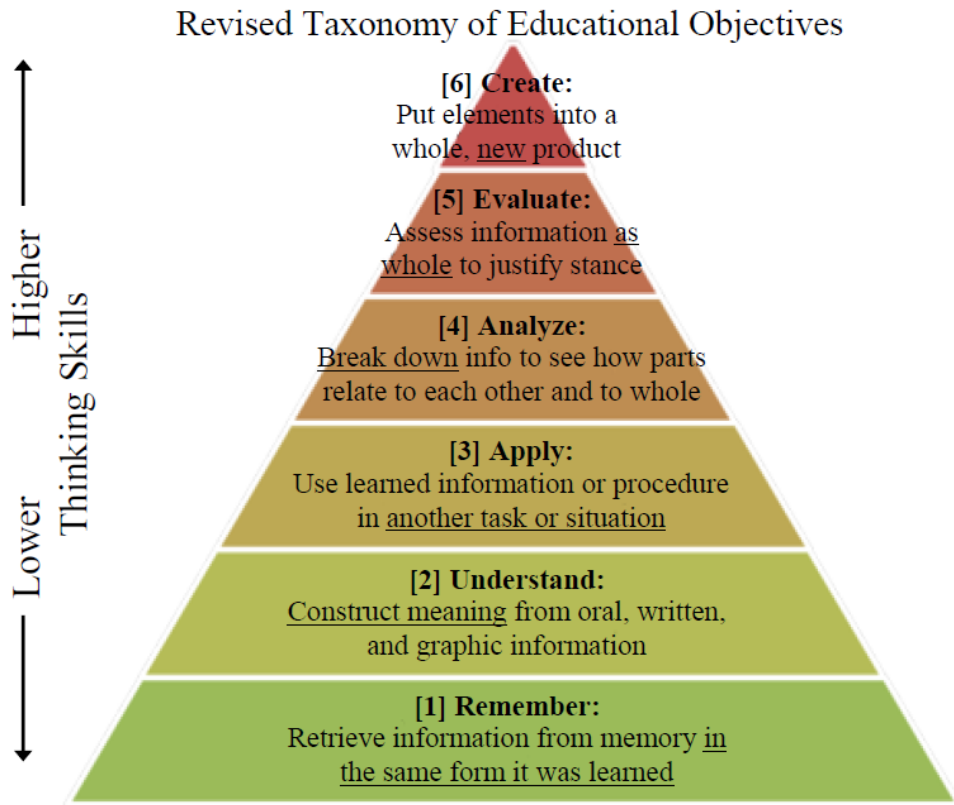 Revised Taxonomy of Educational Objectives
Higher
Lower
Thinking Skills
[6] Create:
Put elements into a
whole, new product
[5] Evaluate:
Assess information as
whole to justify stance
[4] Analyze:
Break down info to see how parts
relate to each other and to whole
[3] Apply:
Use learned information or procedure
in another task or situation
[2] Understand:
Construct meaning from oral, written,
and graphic information
[1] Remember:
Retrieve information from memory in
the same form it was learned